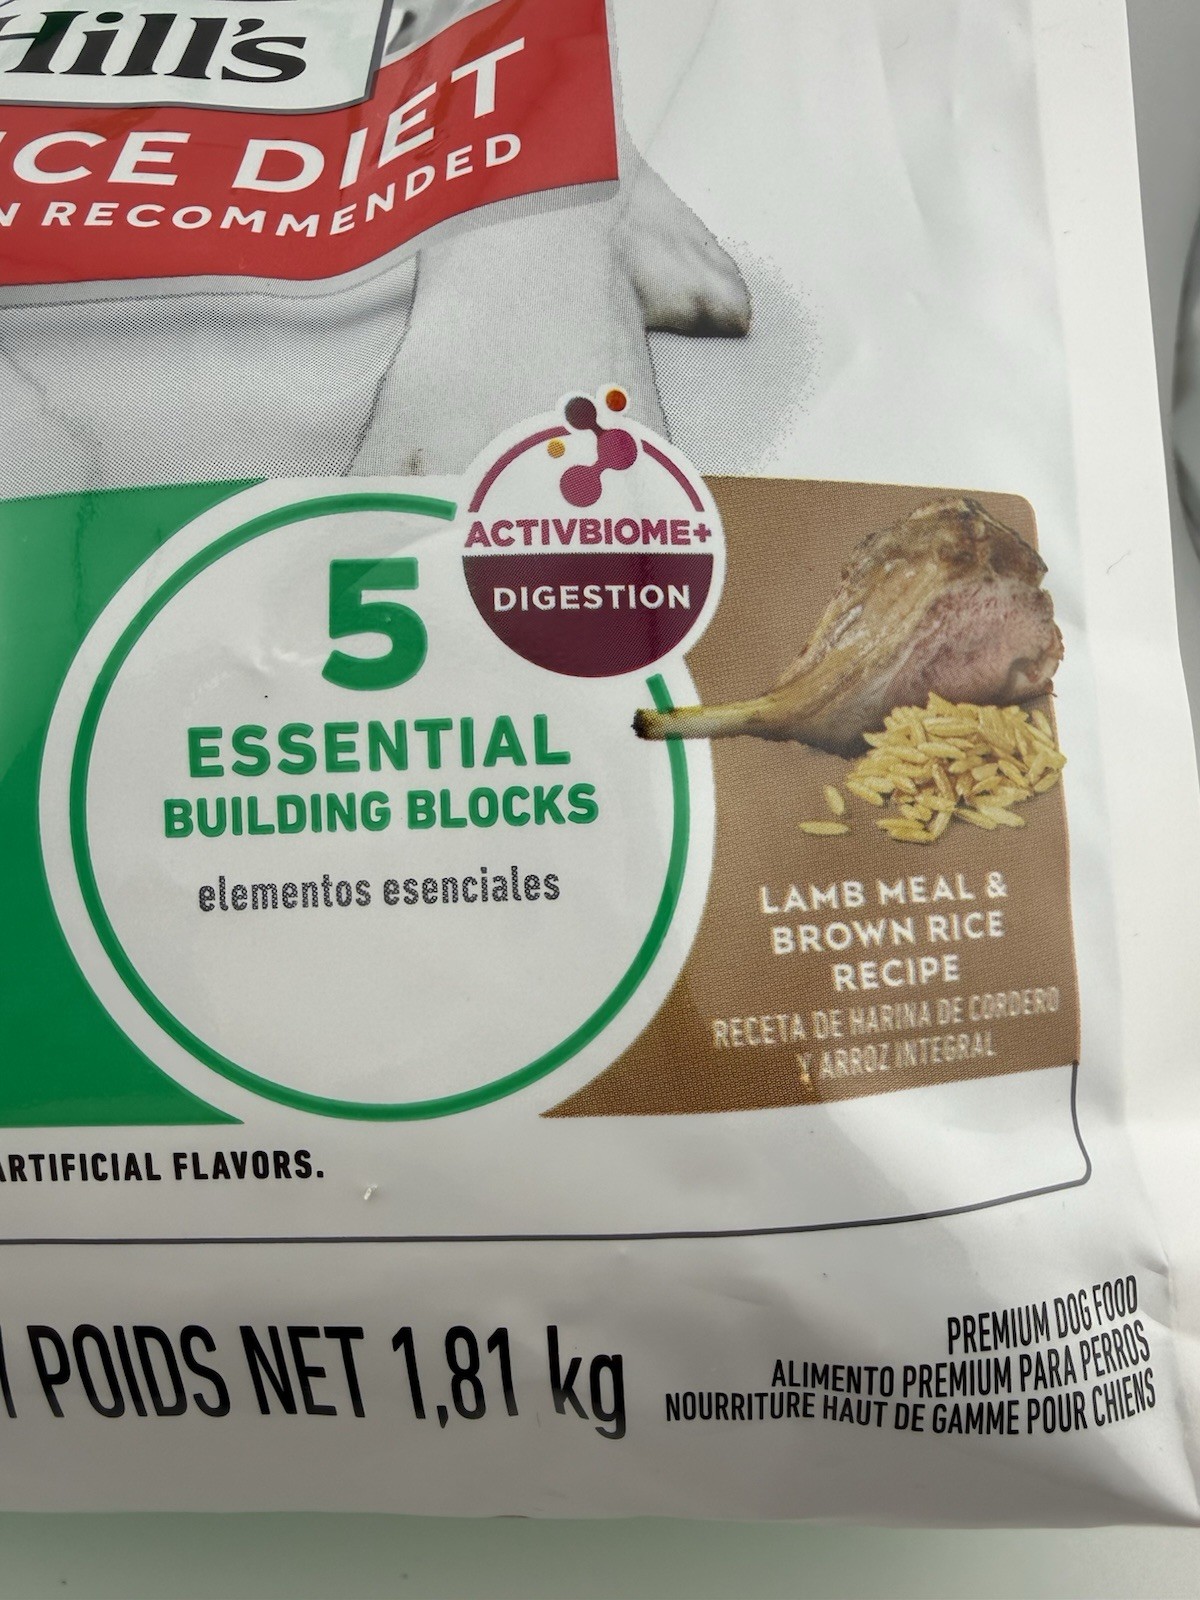 Hill's
CE DIET
N RECOMMENDED
ACTIVBIOME+
DIGESTION
5
ESSENTIAL
BUILDING BLOCKS
elementos esenciales
LAMB MEAL &
BROWN RICE
RECIPE
RECETA DE HARINA DE CORDERO
Y ARROZ INTEGRAL
ARTIFICIAL FLAVORS.
POIDS NET 1,81 kg
PREMIUM DOG FOOD
ALIMENTO PREMIUM PARA PERROS
NOURRITURE HAUT DE GAMME POUR CHIENS